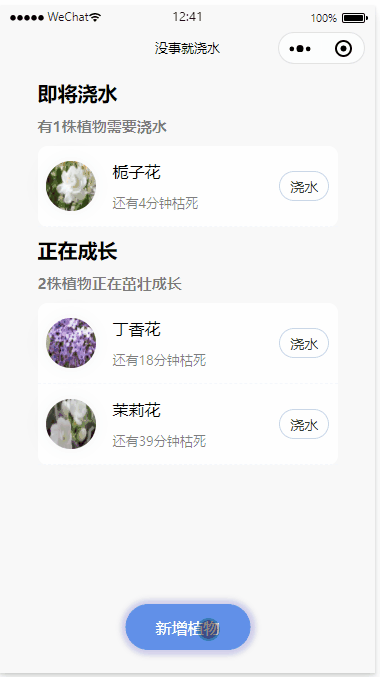 WeChat 12:41 100%
没事就浇水
即将浇水
有1株植物需要浇水
栀子花
还有4分钟枯死
浇水
正在成长
2株植物正在茁壮成长
丁香花
还有18分钟枯死
浇水
茉莉花
还有39分钟枯死
浇水
新增植物